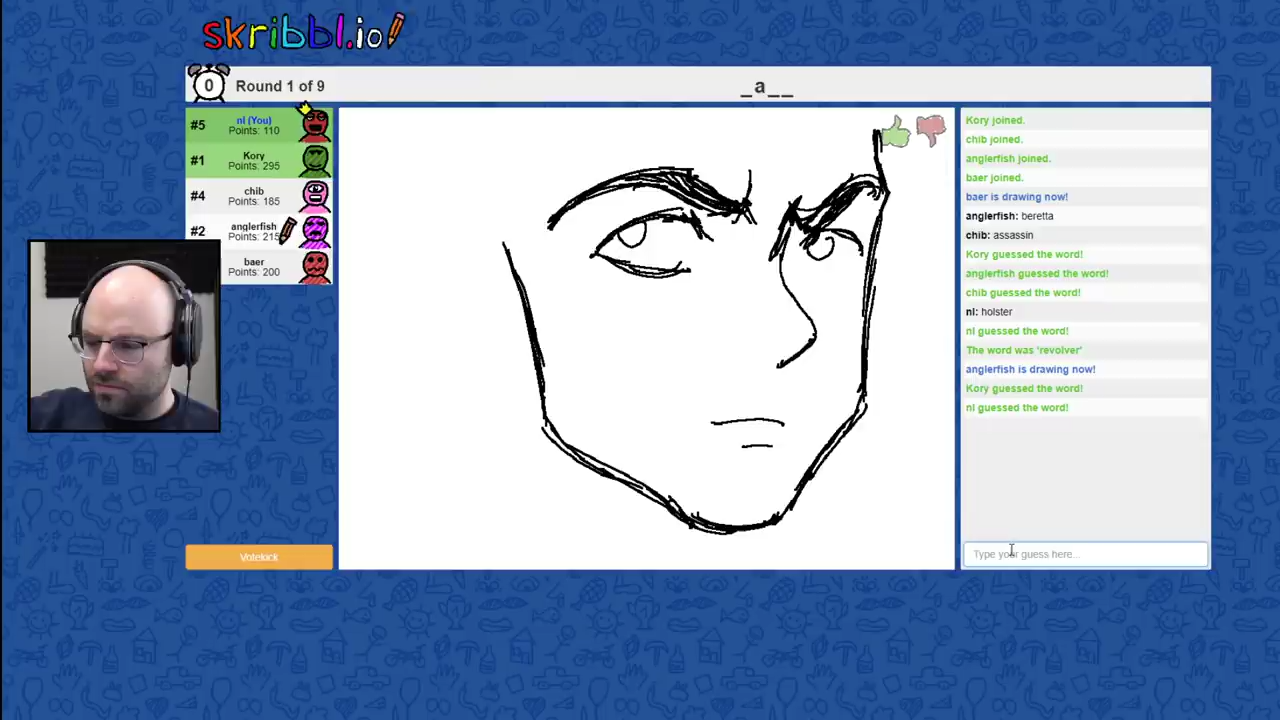 skribbl.io
0
Round 1 of 9
_a__
#5
nl (You)
Points: 110
#1
Kory
Points: 295
#4
chib
Points: 185
#2
anglerfish
Points: 215
baer
Points: 200
Votekick
Kory joined.
chib joined.
anglerfish joined.
baer joined.
baer is drawing now!
anglerfish: beretta
chib: assassin
Kory guessed the word!
anglerfish guessed the word!
chib guessed the word!
nl: holster
nl guessed the word!
The word was 'revolver'
anglerfish is drawing now!
Kory guessed the word!
nl guessed the word!
Type your guess here...